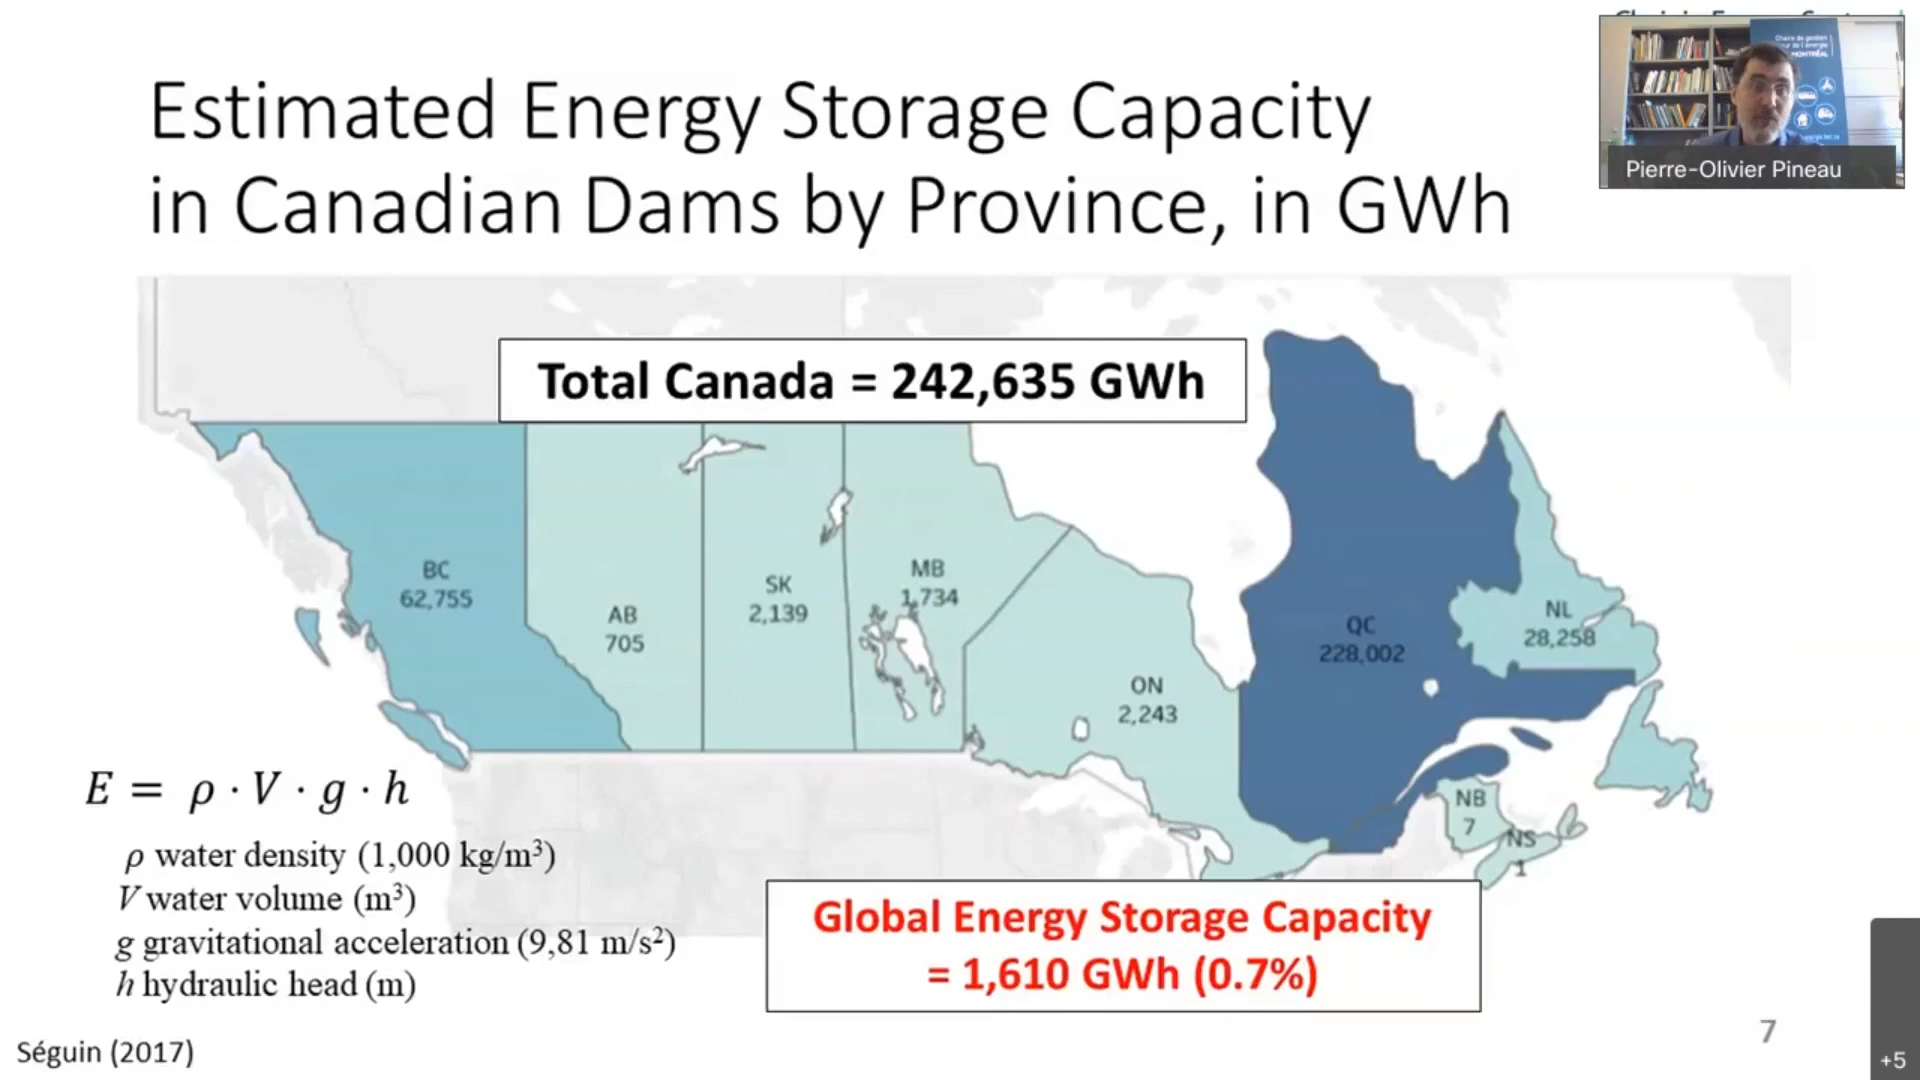 Estimated Energy Storage Capacity
in Canadian Dams by Province, in GWh
MONTRÉAL
Pierre-Olivier Pineau
Total Canada = 242,635 GWh
BC
62,755
AB
705
SK
2,139
MB
1,734
ON
2,243
QC
228,002
NL
28,258
NB
7
NS
1
E = ρ · V · g · h
ρ water density (1,000 kg/m³)
V water volume (m³)
g gravitational acceleration (9,81 m/s²)
h hydraulic head (m)
Global Energy Storage Capacity
= 1,610 GWh (0.7%)
Séguin (2017)
7
+5